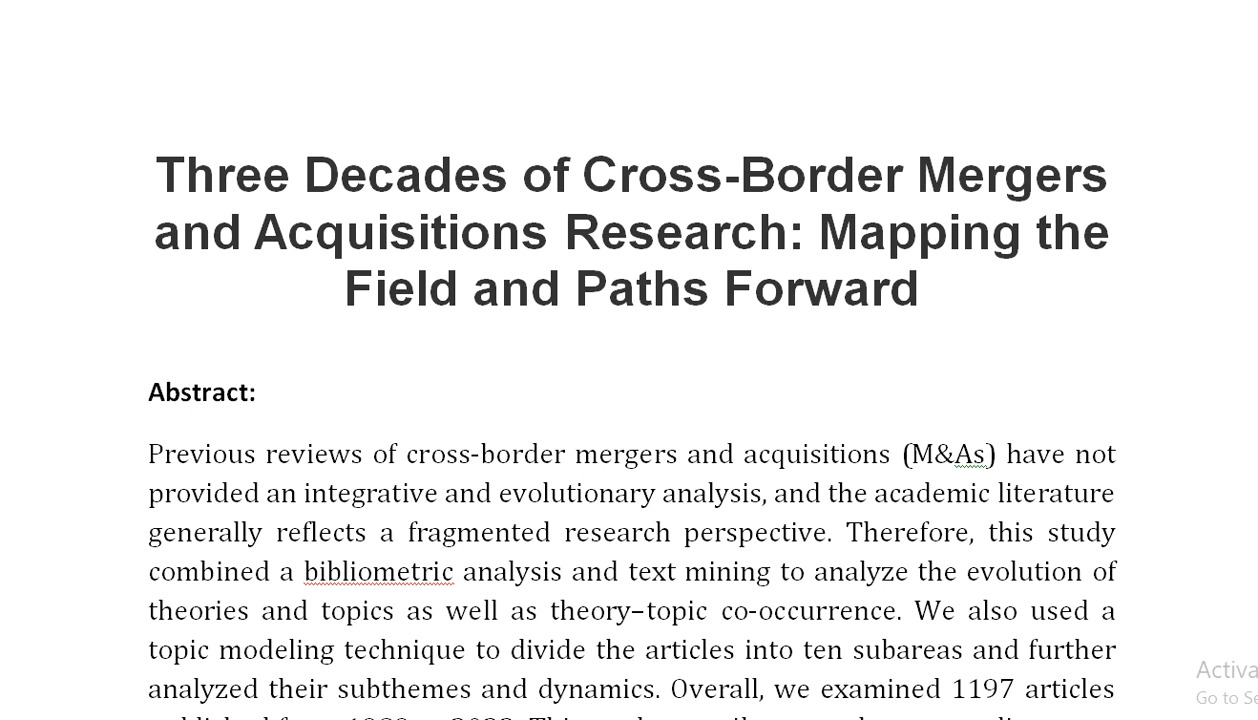 Three Decades of Cross-Border Mergers
and Acquisitions Research: Mapping the
Field and Paths Forward
Abstract:
Previous reviews of cross-border mergers and acquisitions (M&As) have not
provided an integrative and evolutionary analysis, and the academic literature
generally reflects a fragmented research perspective. Therefore, this study
combined a bibliometric analysis and text mining to analyze the evolution of
theories and topics as well as theory–topic co-occurrence. We also used a
topic modeling technique to divide the articles into ten subareas and further
analyzed their subthemes and dynamics. Overall, we examined 1197 articles
Activa
Go to Se